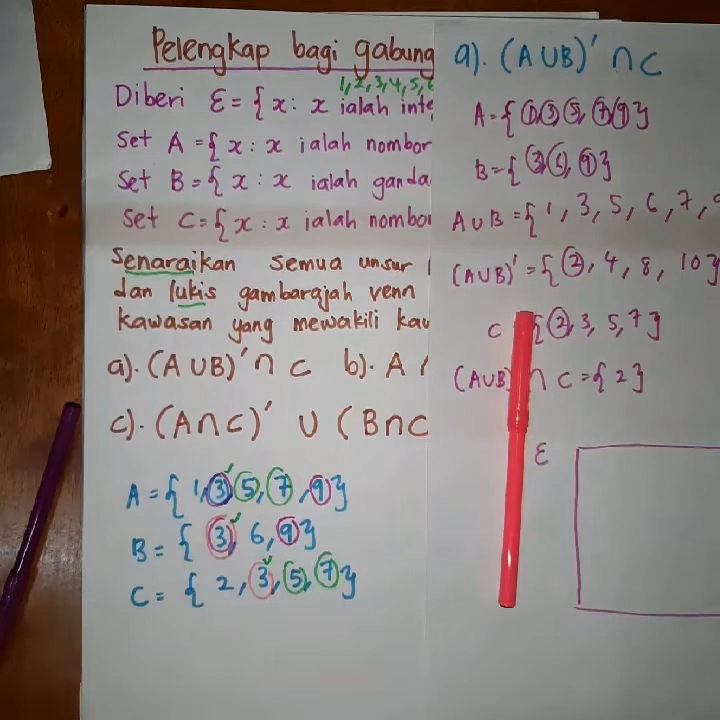 Pelengkap bagi gabung
1, 2, 3, 4, 5, 6
Diberi ε = { x : x ialah inte
Set A = { x : x ialah nombor
Set B = { x : x ialah ganda
Set C = { x : x ialah nombor
Senaraikan semua unsur
dan lukis gambarajah venn
kawasan yang mewakili kaw
a). (A ∪ B)′ ∩ C b). A
c). (A ∩ C)′ ∪ (B ∩ C
A = { 1, 3, 5, 7, 9 }
B = { 3, 6, 9 }
C = { 2, 3, 5, 7 }
a). (A ∪ B)′ ∩ C
A = { 1, 3, 5, 7, 9 }
B = { 3, 6, 9 }
A ∪ B = { 1, 3, 5, 6, 7, 9
(A ∪ B)′ = { 2, 4, 8, 10 }
C = { 2, 3, 5, 7 }
(A ∪ B)′ ∩ C = { 2 }
ε